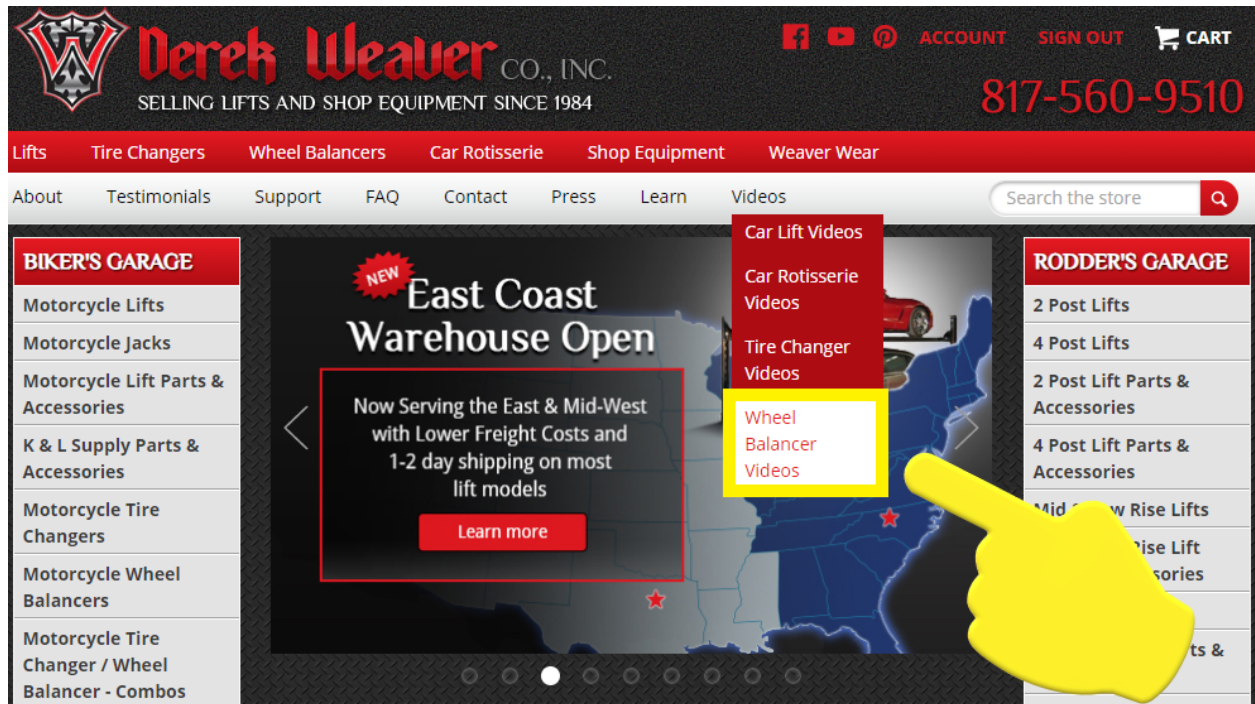 Derek Weaver CO., INC.
SELLING LIFTS AND SHOP EQUIPMENT SINCE 1984
ACCOUNT SIGN OUT CART
817-560-9510
Lifts Tire Changers Wheel Balancers Car Rotisserie Shop Equipment Weaver Wear
About Testimonials Support FAQ Contact Press Learn Videos
Search the store
BIKER'S GARAGE
Motorcycle Lifts
Motorcycle Jacks
Motorcycle Lift Parts &
Accessories
K & L Supply Parts &
Accessories
Motorcycle Tire
Changers
Motorcycle Wheel
Balancers
Motorcycle Tire
Changer / Wheel
Balancer - Combos
NEW
East Coast
Warehouse Open
Now Serving the East & Mid-West
with Lower Freight Costs and
1-2 day shipping on most
lift models
Learn more
Car Lift Videos
Car Rotisserie
Videos
Tire Changer
Videos
Wheel
Balancer
Videos
RODDER'S GARAGE
2 Post Lifts
4 Post Lifts
2 Post Lift Parts &
Accessories
4 Post Lift Parts &
Accessories
Rise Lifts
Lift
&